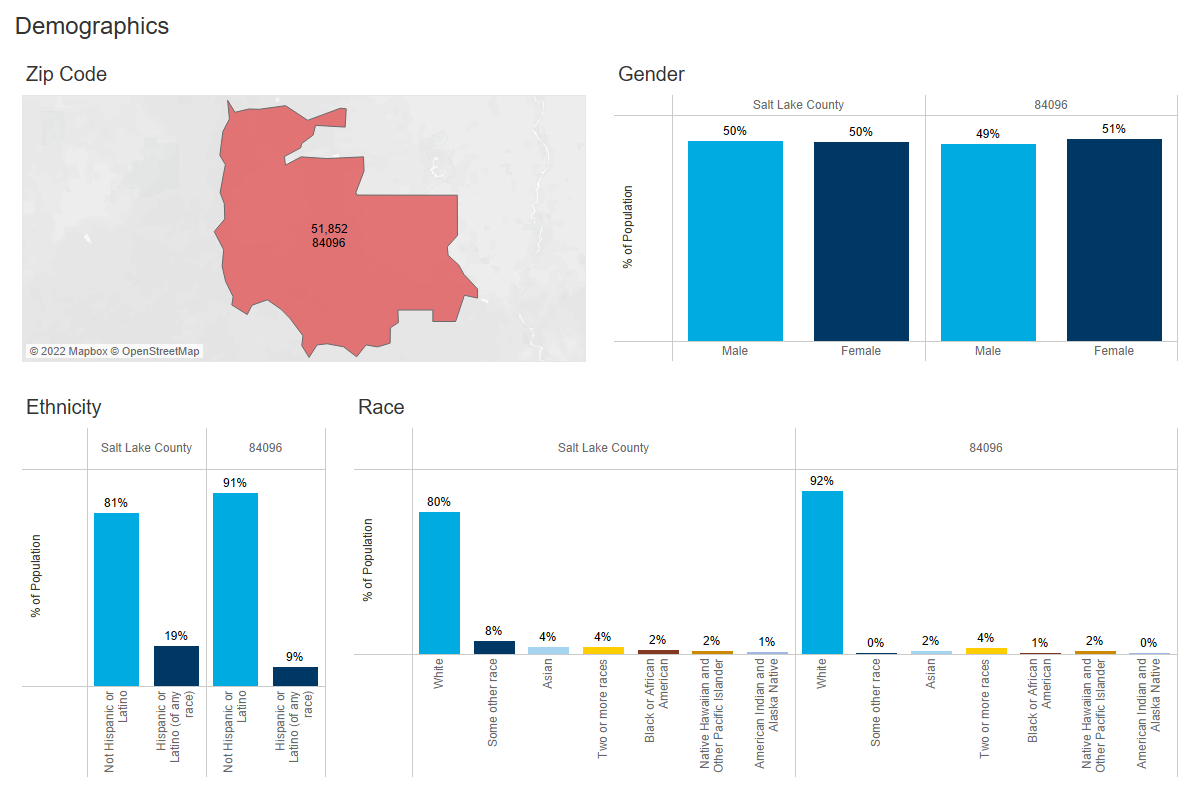 Demographics
Zip Code
51,852
84096
© 2022 Mapbox © OpenStreetMap
Gender
Salt Lake County
84096
% of Population
50%
50%
49%
51%
Male
Female
Male
Female
Ethnicity
Salt Lake County
84096
% of Population
81%
19%
91%
9%
Not Hispanic or
Latino
Hispanic or
Latino (of any
race)
Not Hispanic or
Latino
Hispanic or
Latino (of any
race)
Race
Salt Lake County
84096
% of Population
80%
8%
4%
4%
2%
2%
1%
92%
0%
2%
4%
1%
2%
0%
White
Some other race
Asian
Two or more races
Black or African
American
Native Hawaiian and
Other Pacific Islander
American Indian and
Alaska Native
White
Some other race
Asian
Two or more races
Black or African
American
Native Hawaiian and
Other Pacific Islander
American Indian and
Alaska Native